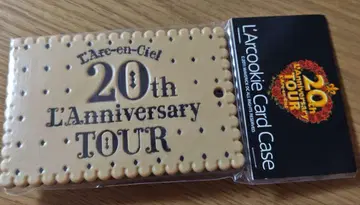 L'Arc~en~Ciel
20th
L'Anniversary
TOUR
L'Arcookie Card Case
20th
L'Anniversary
TOUR